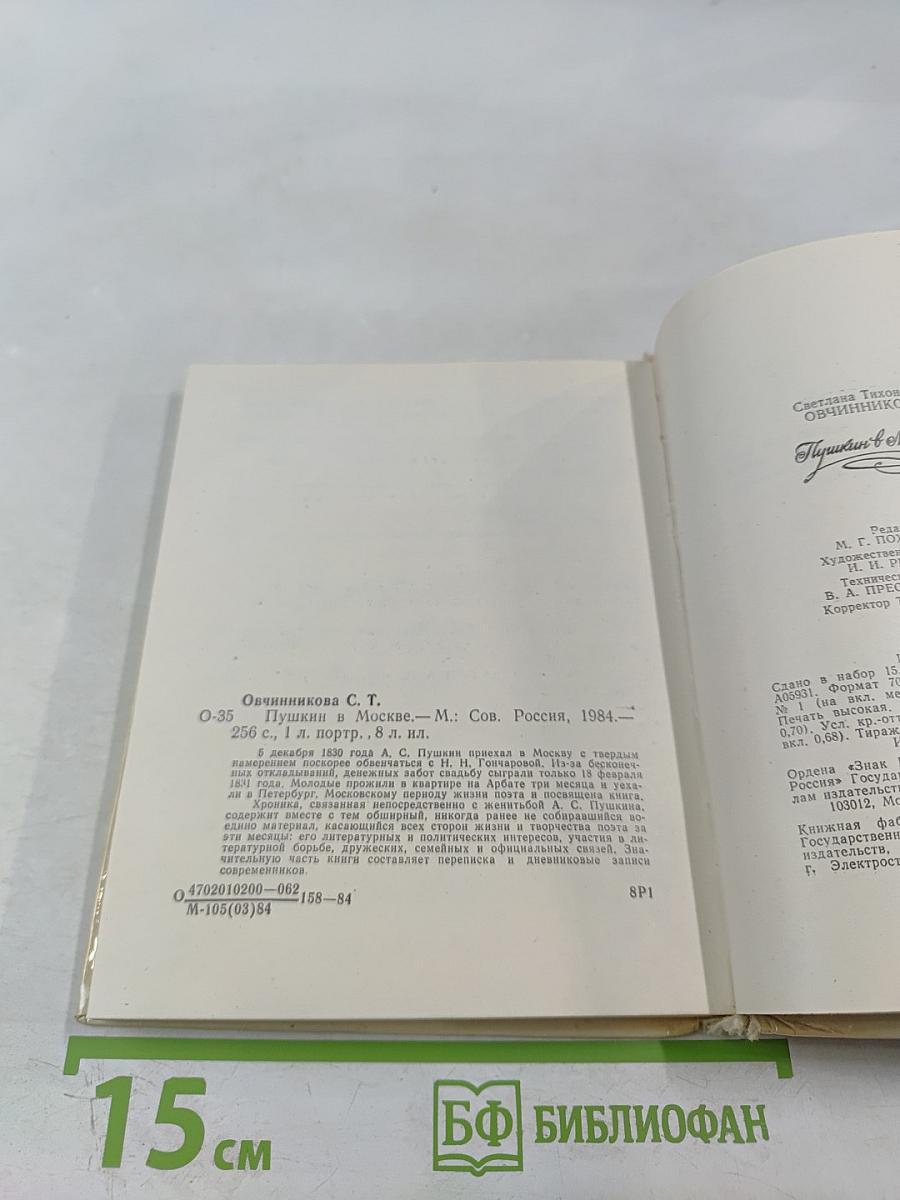 Овчинникова С. Т.
О-35 Пушкин в Москве.— М.: Сов. Россия, 1984.—
256 с., 1 л. портр., 8 л. ил.
5 декабря 1830 года А. С. Пушкин приехал в Москву с твердым
намерением поскорее обвенчаться с Н. Н. Гончаровой. Из-за бесконеч-
ных откладываний, денежных забот свадьбу сыграли только 18 февраля
1831 года. Молодые прожили в квартире на Арбате три месяца и уеха-
ли в Петербург. Московскому периоду жизни поэта и посвящена книга.
Хроника, связанная непосредственно с женитьбой А. С. Пушкина,
содержит вместе с тем обширный, никогда ранее не собиравшийся во-
едино материал, касающийся всех сторон жизни и творчества поэта за
эти месяцы: его литературных и политических интересов, участия в ли-
тературной борьбе, дружеских, семейных и официальных связей. Зна-
чительную часть книги составляет переписка и дневниковые записи
современников.
О 4702010200—062 158—84 8Р1
М-105(03)84
Светлана Тихон
ОВЧИННИКО
Пушкин в М
Реда
М. Г. ПОХ
Художествен
И. И. Р
Техничес
В. А. ПРЕС
Корректор Т
Сдано в набор 15.
А05931. Формат 70
№ 1 (на вкл. ме
Печать высокая.
0,70). Усл. кр.-отт
вкл. 0,68). Тираж
И
Ордена «Знак
Россия» Государ
лам издательств
103012, Мо
Книжная фаб
Государственн
издательств,
г. Электрост
15 см
БФ БИБЛИОФАН